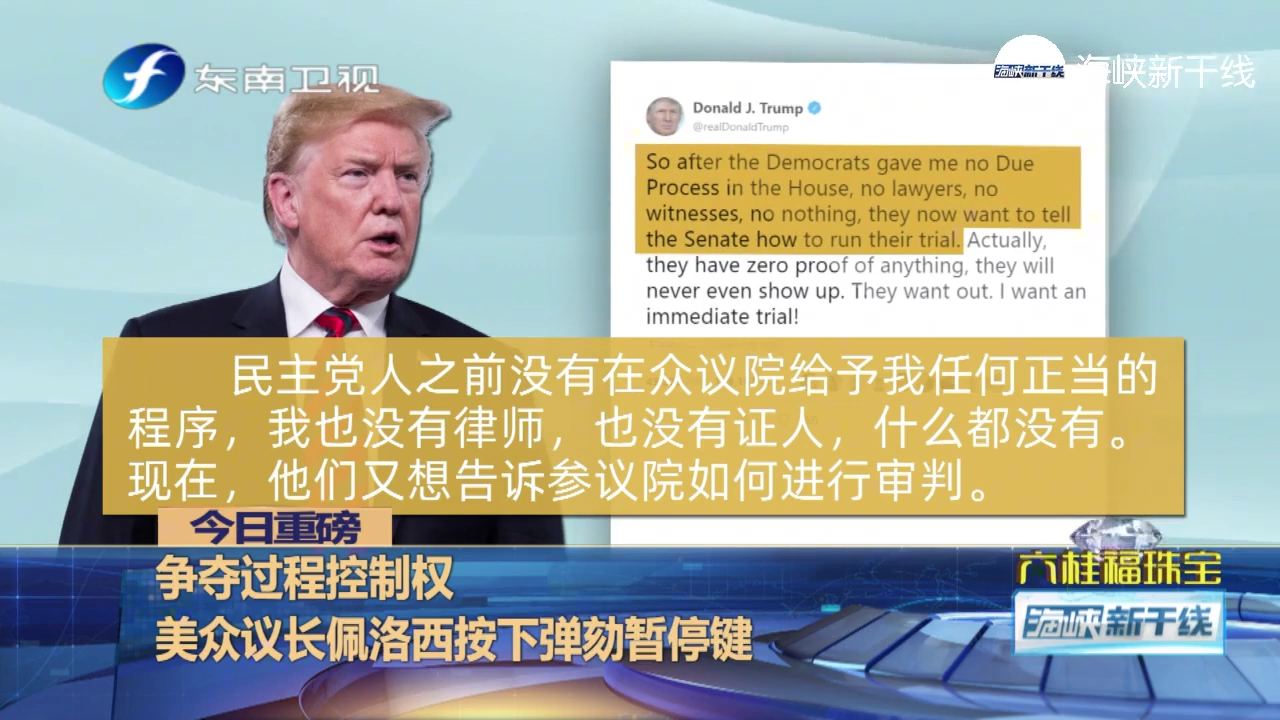 东南卫视
海峡新干线
海峡新干线
Donald J. Trump
@realDonaldTrump
So after the Democrats gave me no Due
Process in the House, no lawyers, no
witnesses, no nothing, they now want to tell
the Senate how to run their trial. Actually,
they have zero proof of anything, they will
never even show up. They want out. I want an
immediate trial!
民主党人之前没有在众议院给予我任何正当的
程序，我也没有律师，也没有证人，什么都没有。
现在，他们又想告诉参议院如何进行审判。
今日重磅
争夺过程控制权
美众议长佩洛西按下弹劾暂停键
六桂福珠宝
海峡新干线